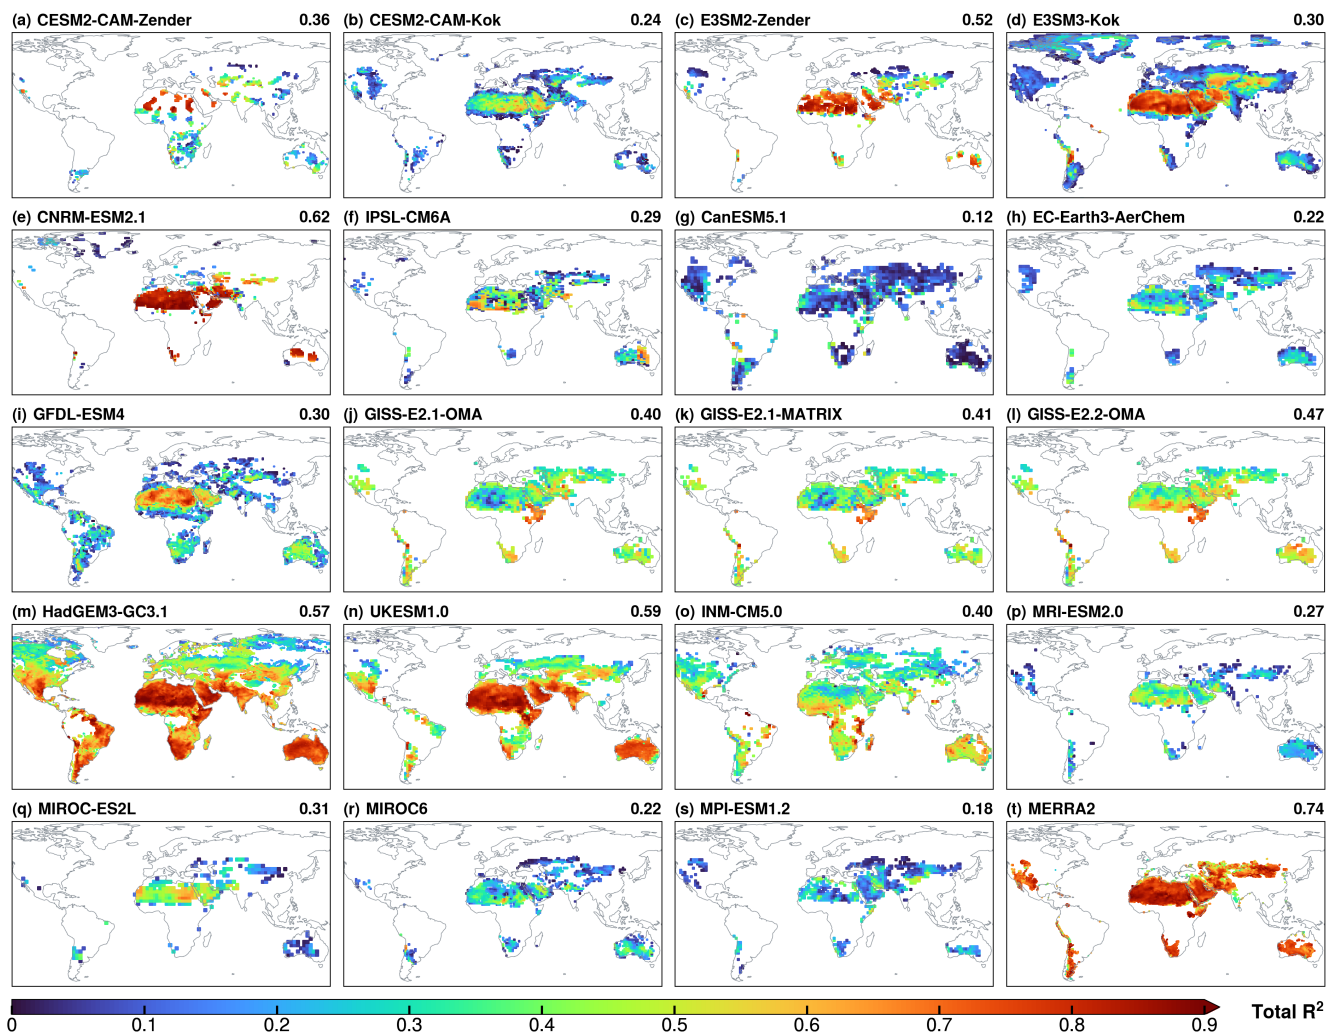 (a) CESM2-CAM-Zender 0.36 (b) CESM2-CAM-Kok 0.24 (c) E3SM2-Zender 0.52 (d) E3SM3-Kok 0.30
(e) CNRM-ESM2.1 0.62 (f) IPSL-CM6A 0.29 (g) CanESM5.1 0.12 (h) EC-Earth3-AerChem 0.22
(i) GFDL-ESM4 0.30 (j) GISS-E2.1-OMA 0.40 (k) GISS-E2.1-MATRIX 0.41 (l) GISS-E2.2-OMA 0.47
(m) HadGEM3-GC3.1 0.57 (n) UKESM1.0 0.59 (o) INM-CM5.0 0.40 (p) MRI-ESM2.0 0.27
(q) MIROC-ES2L 0.31 (r) MIROC6 0.22 (s) MPI-ESM1.2 0.18 (t) MERRA2 0.74
0 0.1 0.2 0.3 0.4 0.5 0.6 0.7 0.8 0.9 Total R²